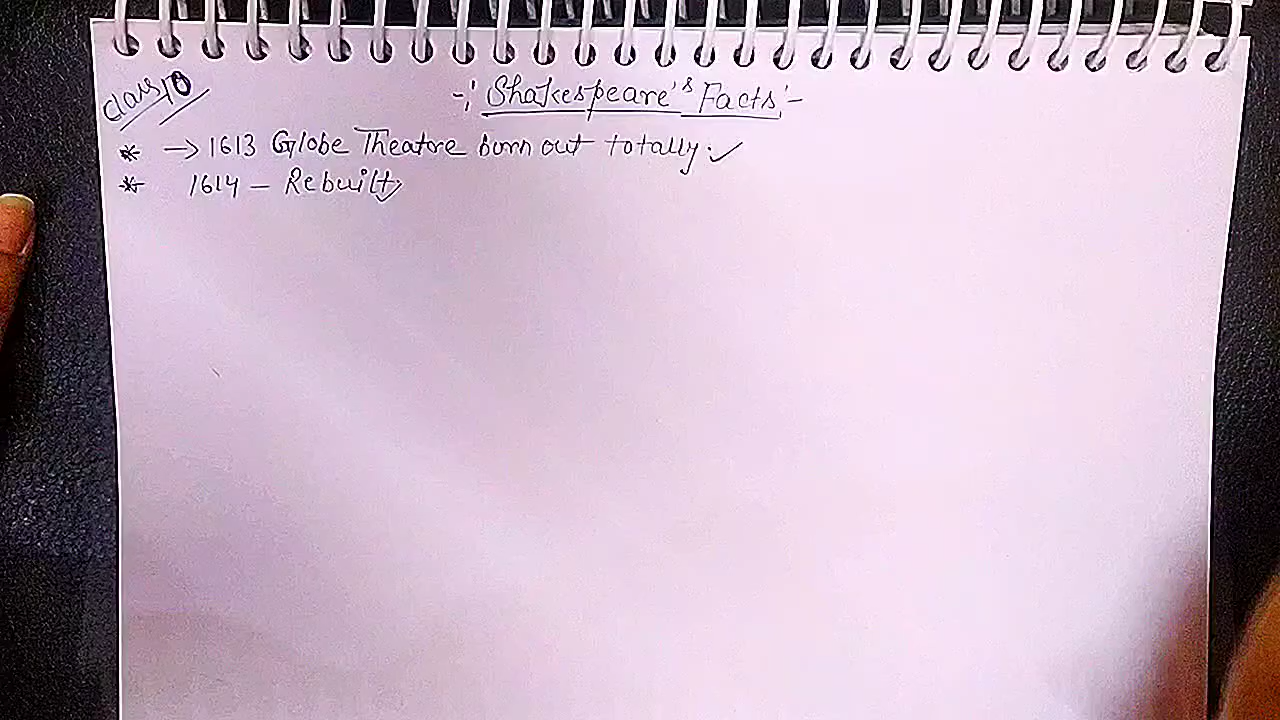 Class 10
-: Shakespeare's Facts :-
* → 1613 Globe Theatre burn out totally. ✓
* 1614 - Rebuilt ✓